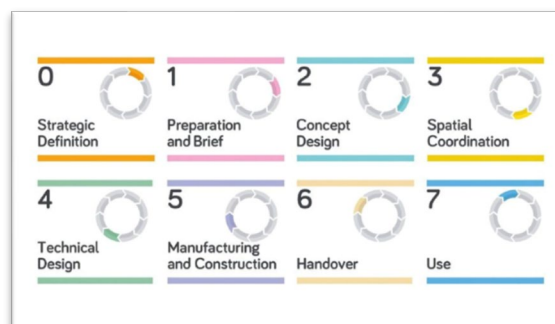 0
Strategic
Definition
1
Preparation
and Brief
2
Concept
Design
3
Spatial
Coordination
4
Technical
Design
5
Manufacturing
and Construction
6
Handover
7
Use